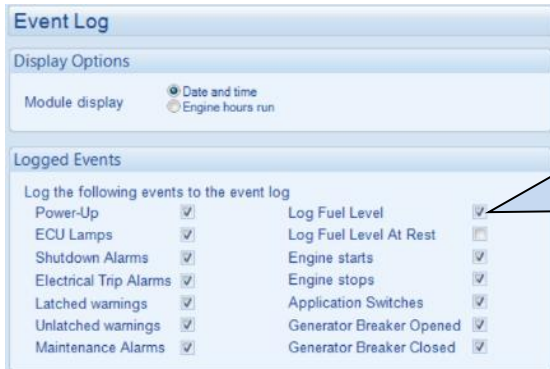 Event Log
Display Options
Module display
Date and time
Engine hours run
Logged Events
Log the following events to the event log
Power-Up
Log Fuel Level
ECU Lamps
Log Fuel Level At Rest
Shutdown Alarms
Engine starts
Electrical Trip Alarms
Engine stops
Latched warnings
Application Switches
Unlatched warnings
Generator Breaker Opened
Maintenance Alarms
Generator Breaker Closed